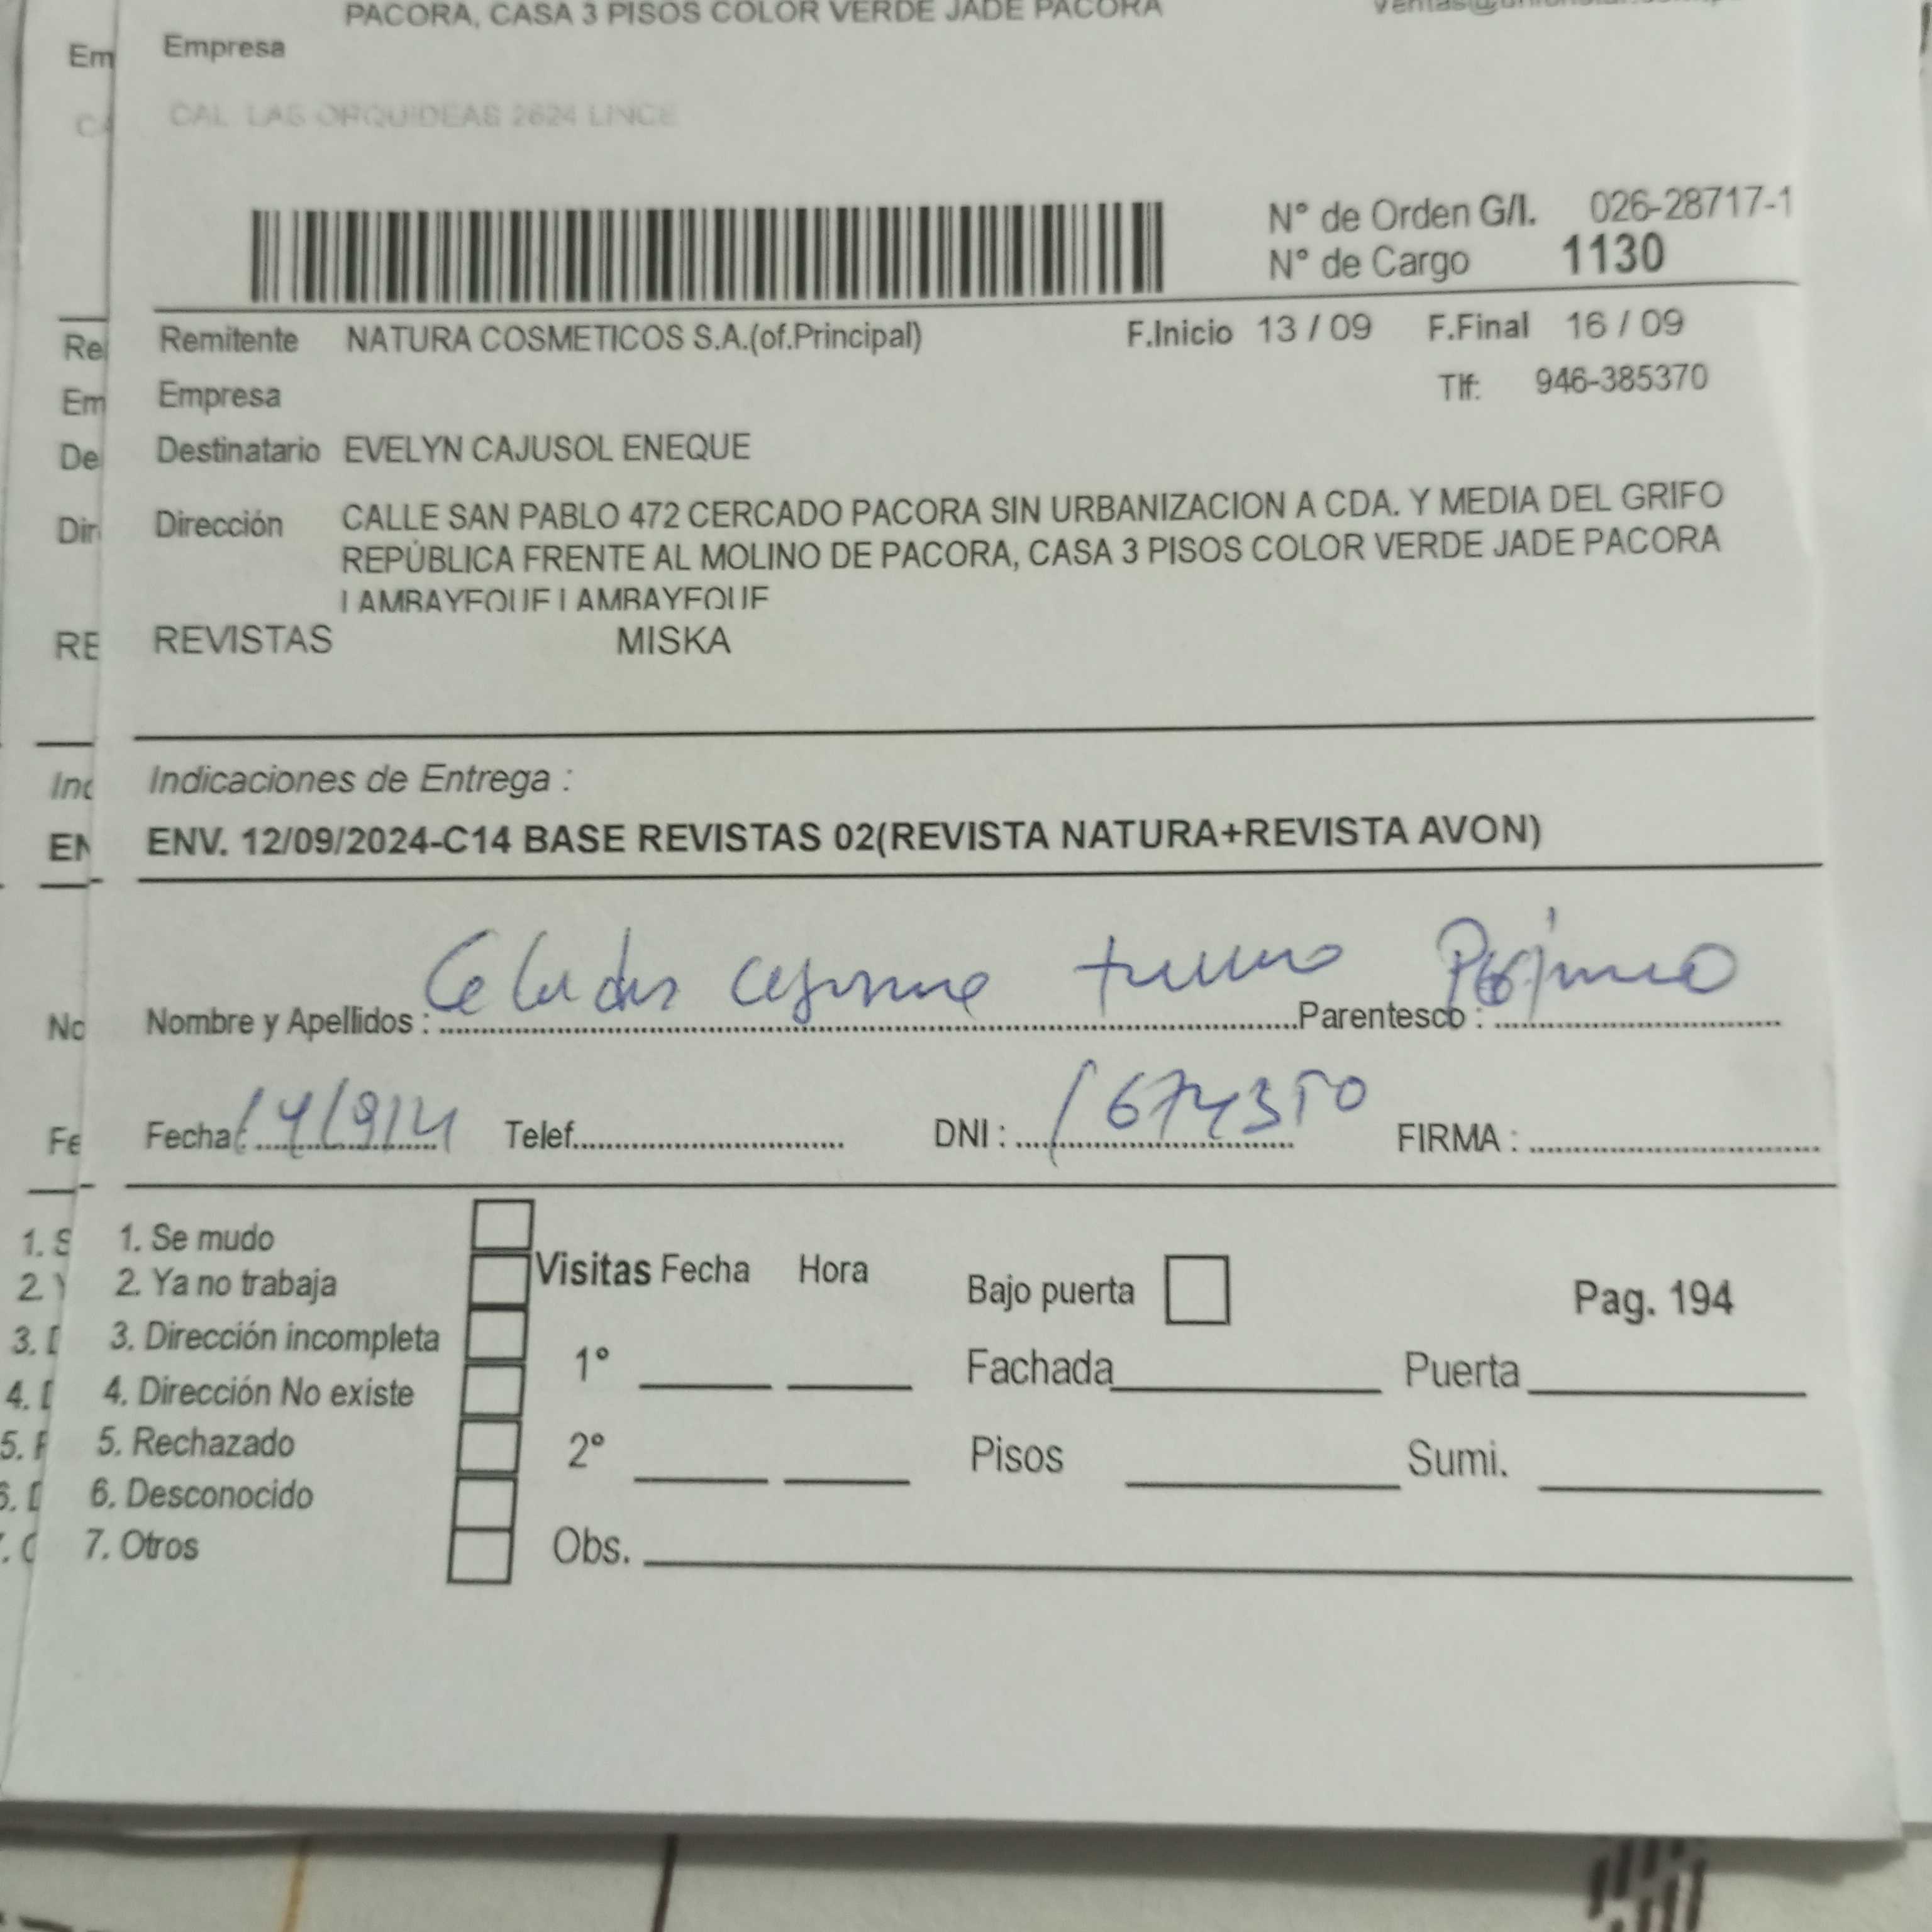 PACORA, CASA 3 PISOS COLOR VERDE JADE PACORA
Em Empresa
CAL LAS ORQUIDEAS 2624 LINCE
N° de Orden G/I. 026-28717-1
N° de Cargo 1130
Remitente NATURA COSMETICOS S.A.(of.Principal) F.Inicio 13 / 09 F.Final 16 / 09
Em Empresa Tlf: 946-385370
De Destinatario EVELYN CAJUSOL ENEQUE
Dir Dirección CALLE SAN PABLO 472 CERCADO PACORA SIN URBANIZACION A CDA. Y MEDIA DEL GRIFO
REPÚBLICA FRENTE AL MOLINO DE PACORA, CASA 3 PISOS COLOR VERDE JADE PACORA
LAMBAYEQUE LAMBAYEQUE
RE REVISTAS MISKA
Indicaciones de Entrega :
ENV. 12/09/2024-C14 BASE REVISTAS 02(REVISTA NATURA+REVISTA AVON)
Nombre y Apellidos : Parentesco :
Fecha: Telef. DNI : 1674350 FIRMA :
1. Se mudo
2. Ya no trabaja
Visitas Fecha Hora
Bajo puerta
Pag. 194
3. Dirección incompleta
1° Fachada Puerta
4. Dirección No existe
5. Rechazado
2° Pisos Sumi.
6. Desconocido
7. Otros
Obs.